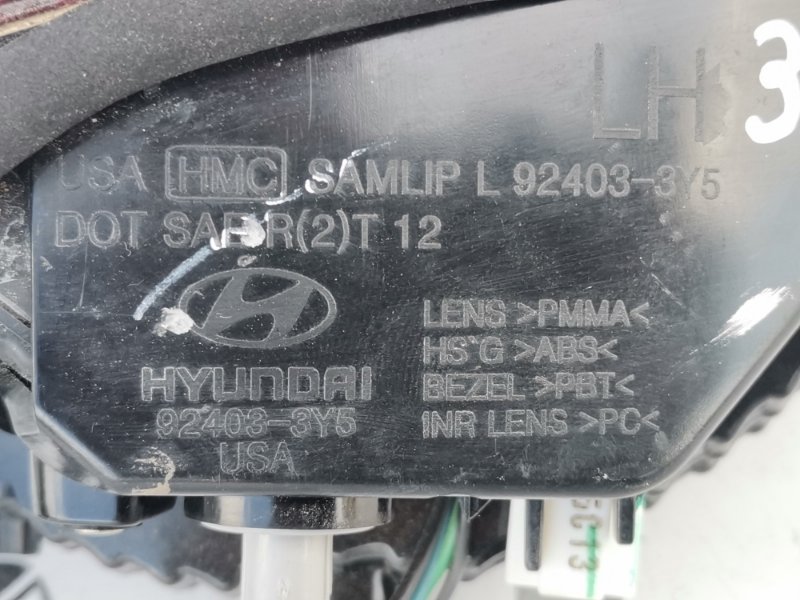 LH
3
USA HMC SAMLIP L 92403-3Y5
DOT SAE R(2)T 12
LENS >PMMA<
HS'G >ABS<
BEZEL >PBT<
INR LENS >PC<
HYUNDAI
92403-3Y5
USA